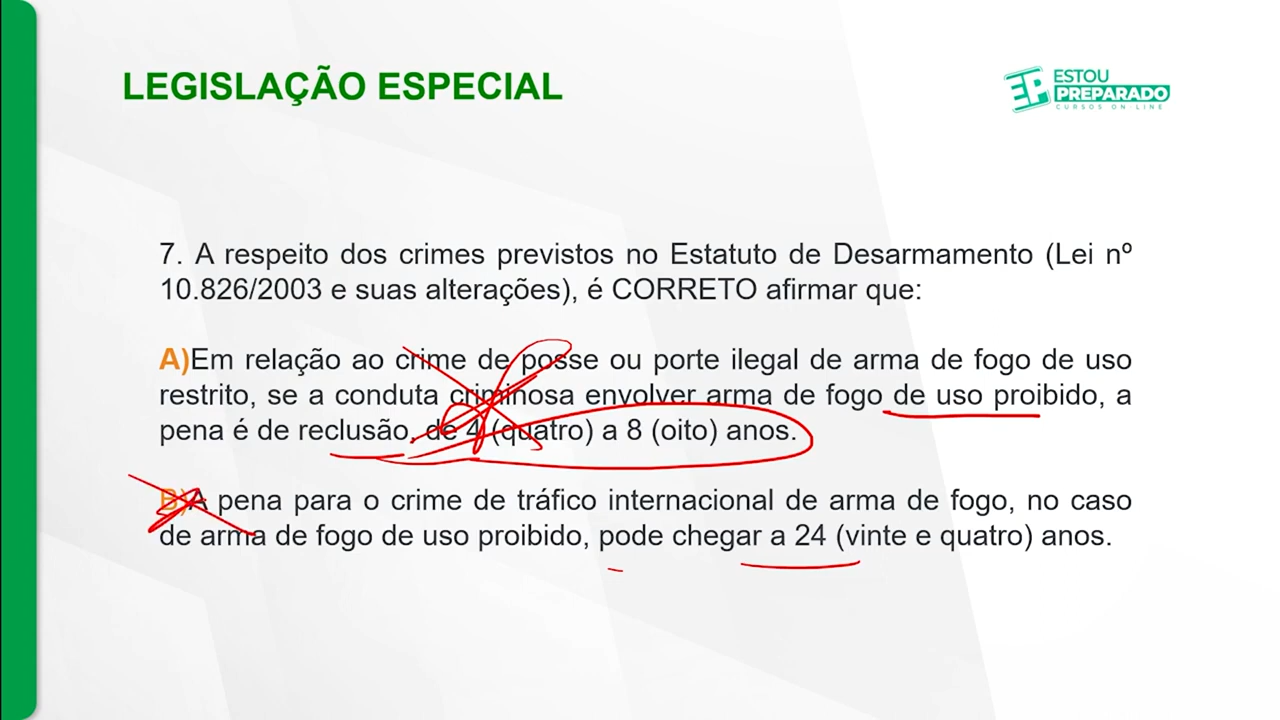 LEGISLAÇÃO ESPECIAL
ESTOU
PREPARADO
CURSOS ON-LINE
7. A respeito dos crimes previstos no Estatuto de Desarmamento (Lei nº
10.826/2003 e suas alterações), é CORRETO afirmar que:
A)Em relação ao crime de posse ou porte ilegal de arma de fogo de uso
restrito, se a conduta criminosa envolver arma de fogo de uso proibido, a
pena é de reclusão, de 4 (quatro) a 8 (oito) anos.
B)A pena para o crime de tráfico internacional de arma de fogo, no caso
de arma de fogo de uso proibido, pode chegar a 24 (vinte e quatro) anos.